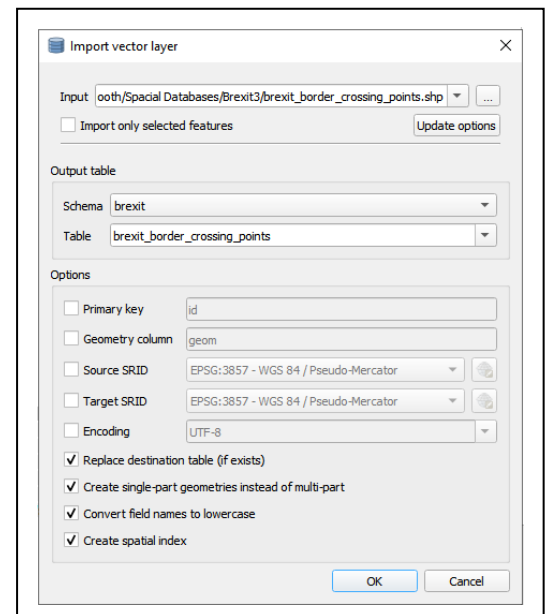 Import vector layer
Input ooth/Spacial Databases/Brexit3/brexit_border_crossing_points.shp ...
Import only selected features Update options
Output table
Schema brexit
Table brexit_border_crossing_points
Options
Primary key id
Geometry column geom
Source SRID EPSG:3857 - WGS 84 / Pseudo-Mercator
Target SRID EPSG:3857 - WGS 84 / Pseudo-Mercator
Encoding UTF-8
Replace destination table (if exists)
Create single-part geometries instead of multi-part
Convert field names to lowercase
Create spatial index
OK Cancel